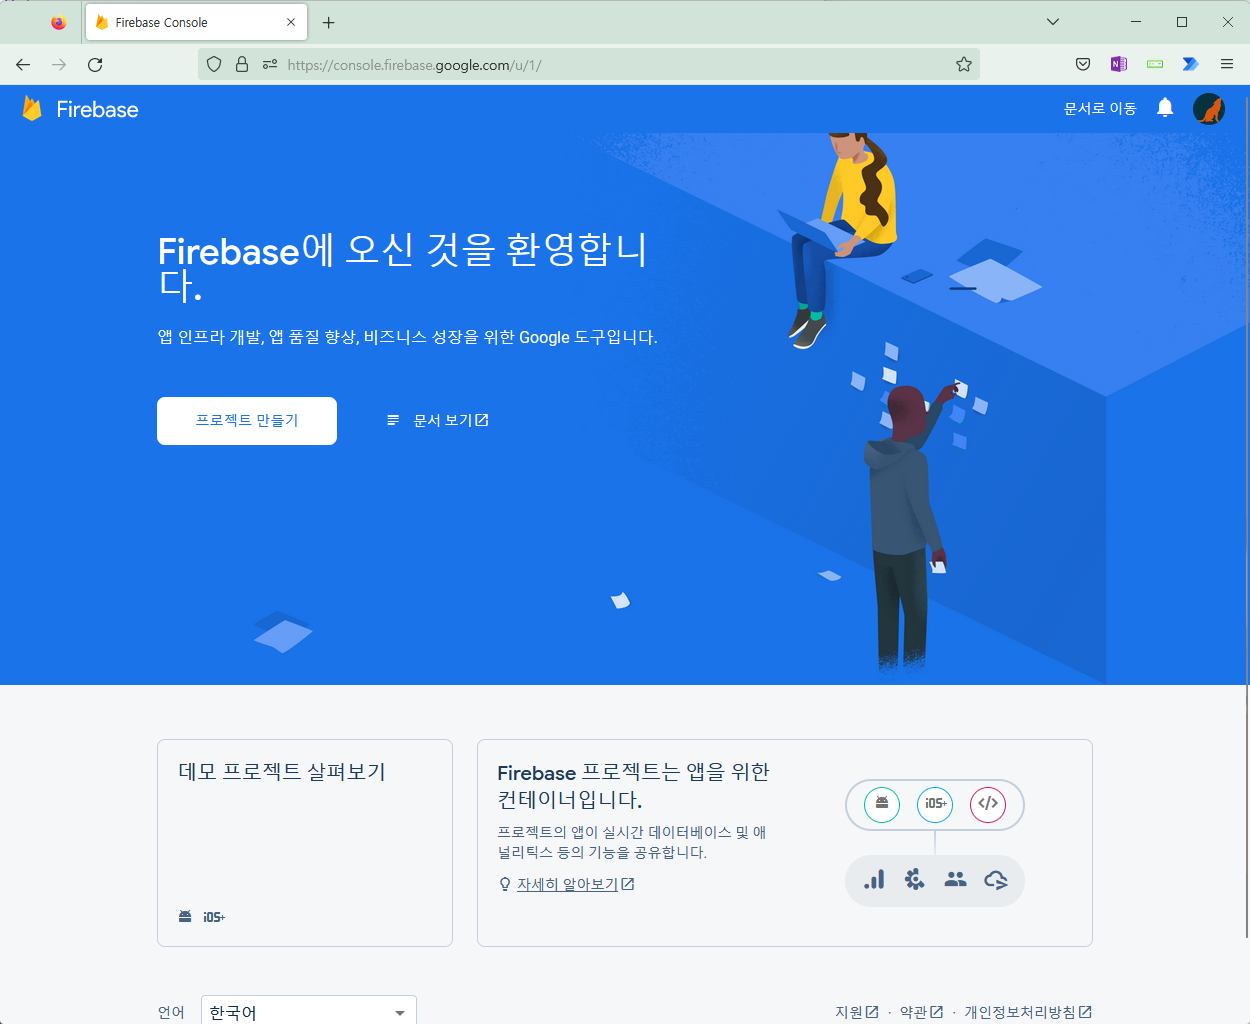 Firebase Console
https://console.firebase.google.com/u/1/
N
Firebase
문서로 이동
Firebase에 오신 것을 환영합니
다.
앱 인프라 개발, 앱 품질 향상, 비즈니스 성장을 위한 Google 도구입니다.
프로젝트 만들기
문서 보기
데모 프로젝트 살펴보기
iOS+
Firebase 프로젝트는 앱을 위한
컨테이너입니다.
프로젝트의 앱이 실시간 데이터베이스 및 애
널리틱스 등의 기능을 공유합니다.
자세히 알아보기
iOS+
</>
언어
한국어
지원 · 약관 · 개인정보처리방침